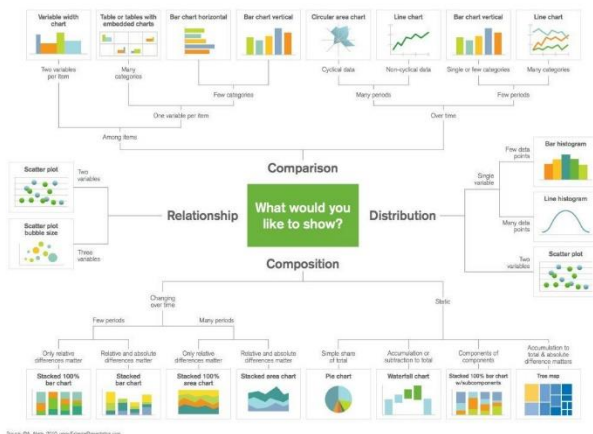 Variable width
chart
Table or tables with
embedded charts
Bar chart horizontal
Bar chart vertical
Circular area chart
Line chart
Bar chart vertical
Line chart
Two variables
per item
Many
categories
Few categories
Cyclical data
Non-cyclical data
Single or few categories
Many categories
One variable per item
Many periods
Few periods
Among items
Over time
Comparison
Scatter plot
Two
variables
Scatter plot
bubble size
Three
variables
Relationship
What would you
like to show?
Distribution
Single
variable
Few data
points
Bar histogram
Many data
points
Line histogram
Two
variables
Scatter plot
Composition
Changing
over time
Static
Few periods
Many periods
Only relative
differences matter
Relative and absolute
differences matter
Only relative
differences matter
Relative and absolute
differences matter
Simple share
of total
Accumulation or
subtraction to total
Components of
components
Accumulation to
total & absolute
difference matters
Stacked 100%
bar chart
Stacked
bar chart
Stacked 100%
area chart
Stacked area chart
Pie chart
Waterfall chart
Stacked 100% bar chart
w/subcomponents
Tree map